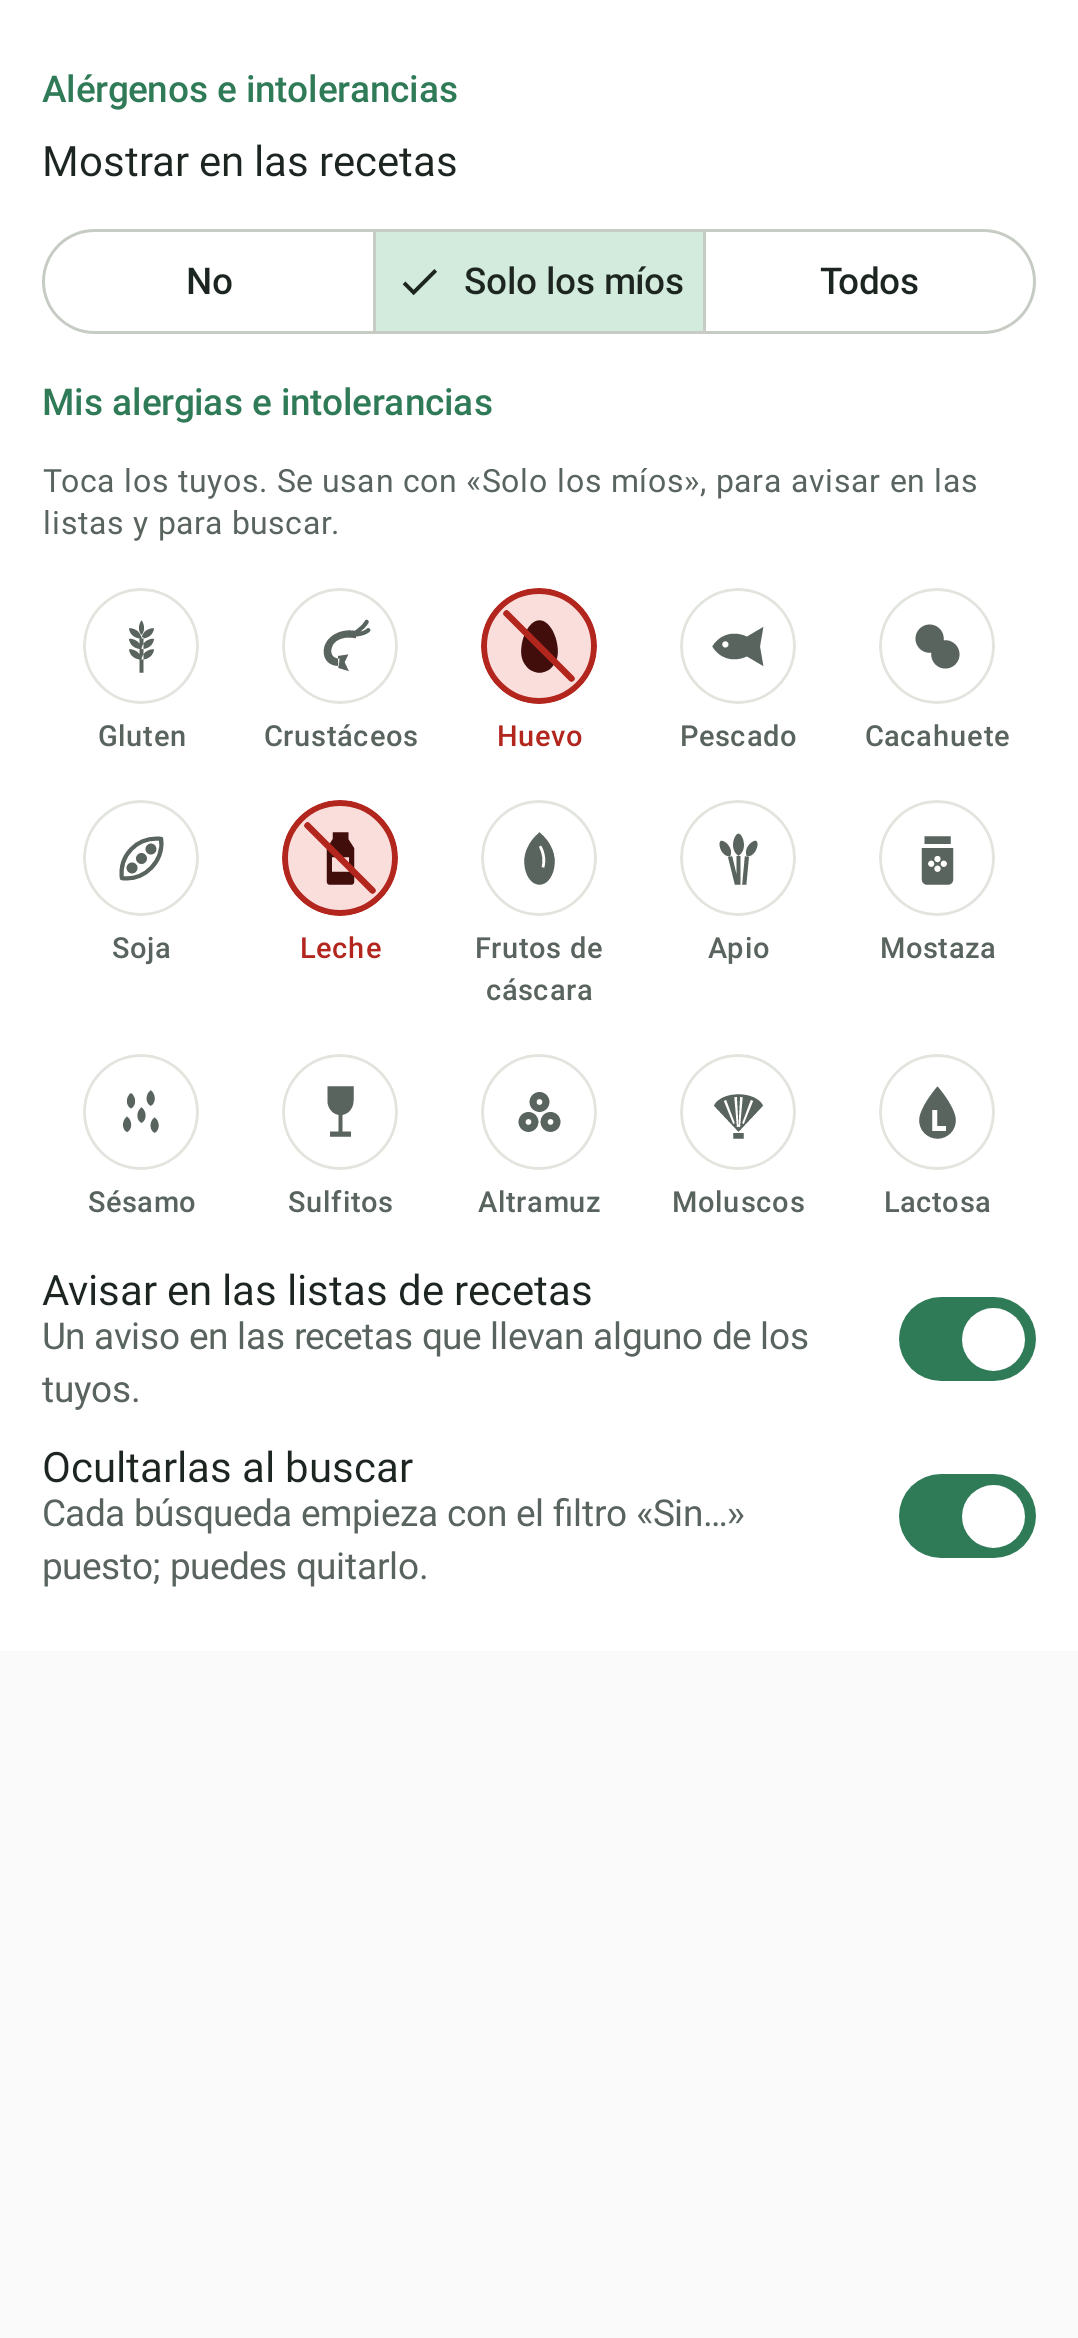 Alérgenos e intolerancias
Mostrar en las recetas
No
Solo los míos
Todos
Mis alergias e intolerancias
Toca los tuyos. Se usan con «Solo los míos», para avisar en las
listas y para buscar.
Gluten
Crustáceos
Huevo
Pescado
Cacahuete
Soja
Leche
Frutos de
cáscara
Apio
Mostaza
L
Sésamo
Sulfitos
Altramuz
Moluscos
Lactosa
Avisar en las listas de recetas
Un aviso en las recetas que llevan alguno de los
tuyos.
Ocultarlas al buscar
Cada búsqueda empieza con el filtro «Sin…»
puesto; puedes quitarlo.